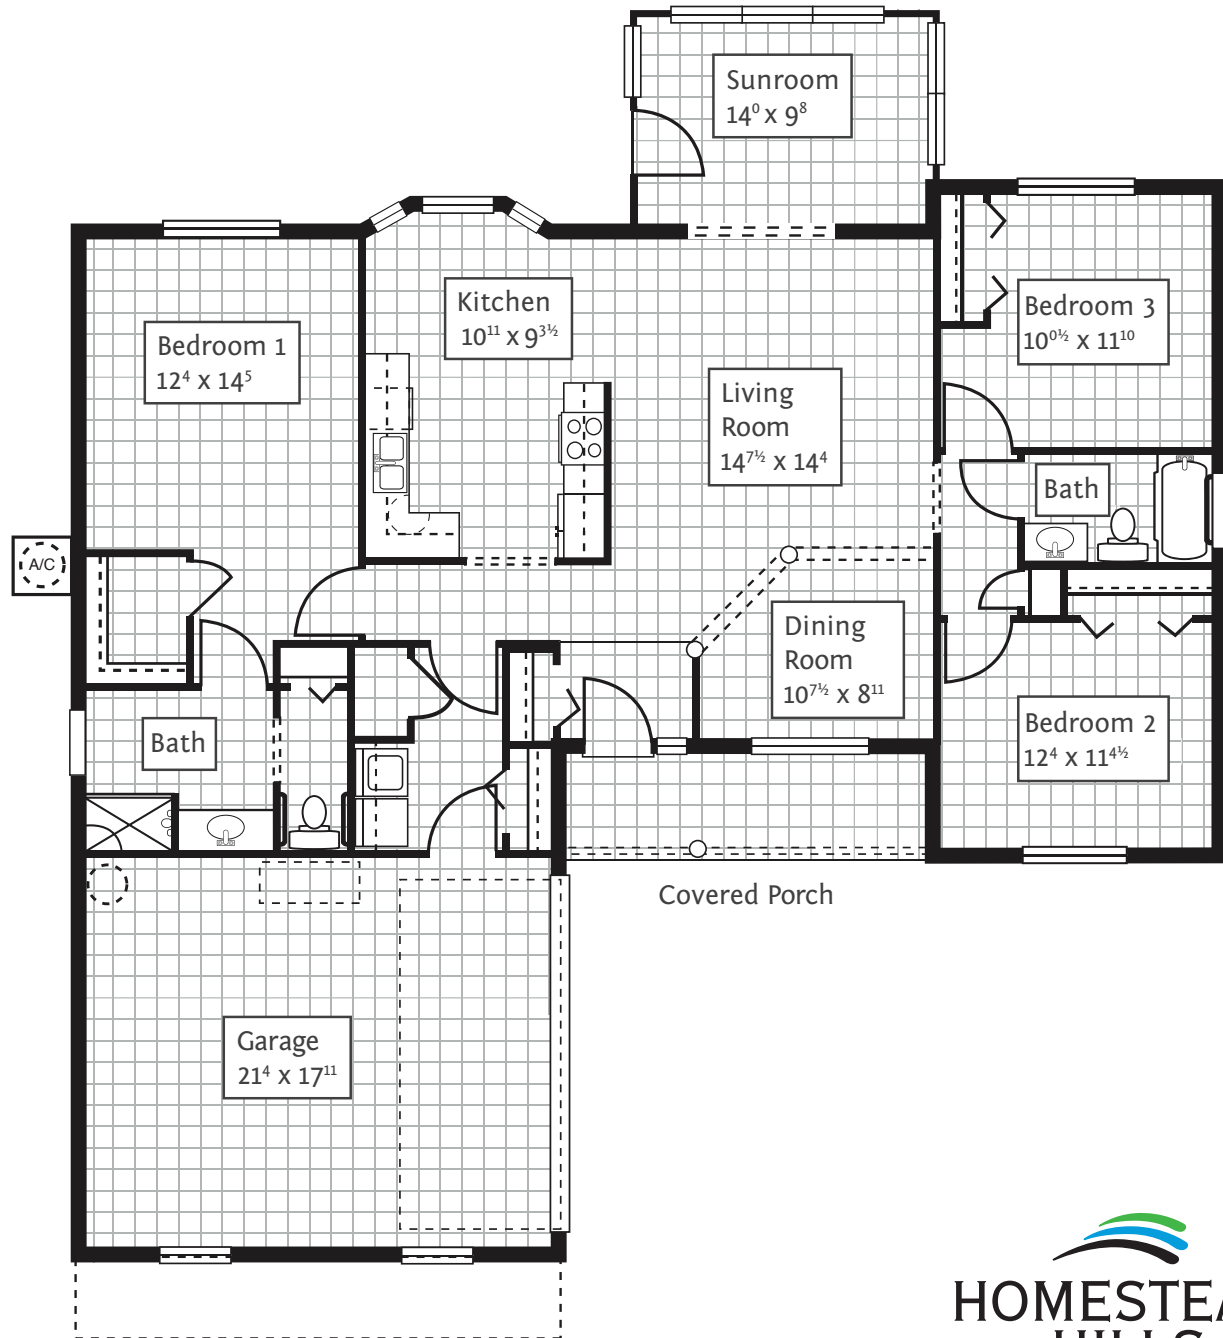 Sunroom
14⁰ x 9⁸
Kitchen
10¹¹ x 9³½
Bedroom 3
10⁰½ x 11¹⁰
Bedroom 1
12⁴ x 14⁵
Living
Room
14⁷½ x 14⁴
Bath
A/C
Dining
Room
10⁷½ x 8¹¹
Bedroom 2
12⁴ x 11⁴½
Bath
Covered Porch
Garage
21⁴ x 17¹¹
HOMESTEA
HILLS